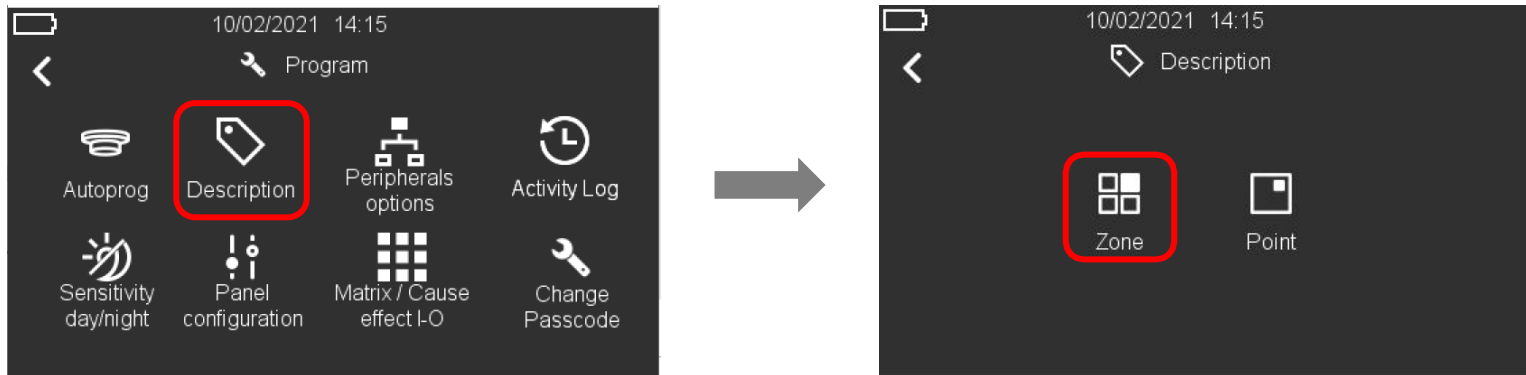 10/02/2021 14:15
Program
Autoprog
Description
Peripherals
options
Activity Log
Sensitivity
day/night
Panel
configuration
Matrix / Cause
effect I-O
Change
Passcode
10/02/2021 14:15
Description
Zone
Point